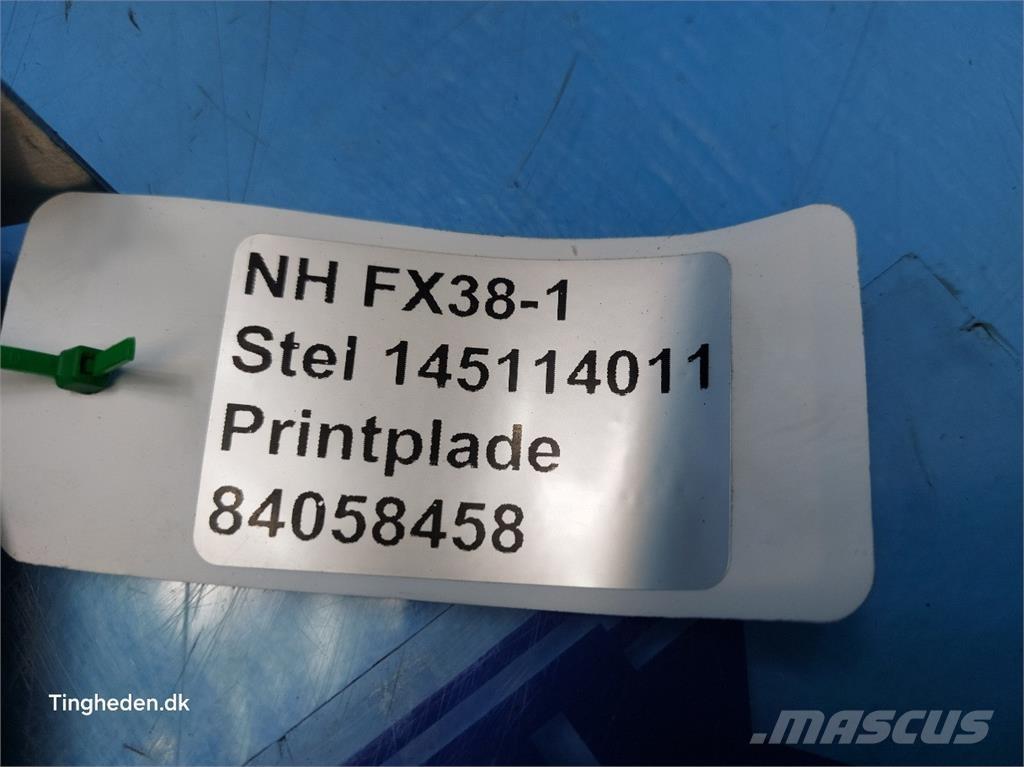 NH FX38-1
Stel 145114011
Printplade
84058458
Tingheden.dk
MASCUS